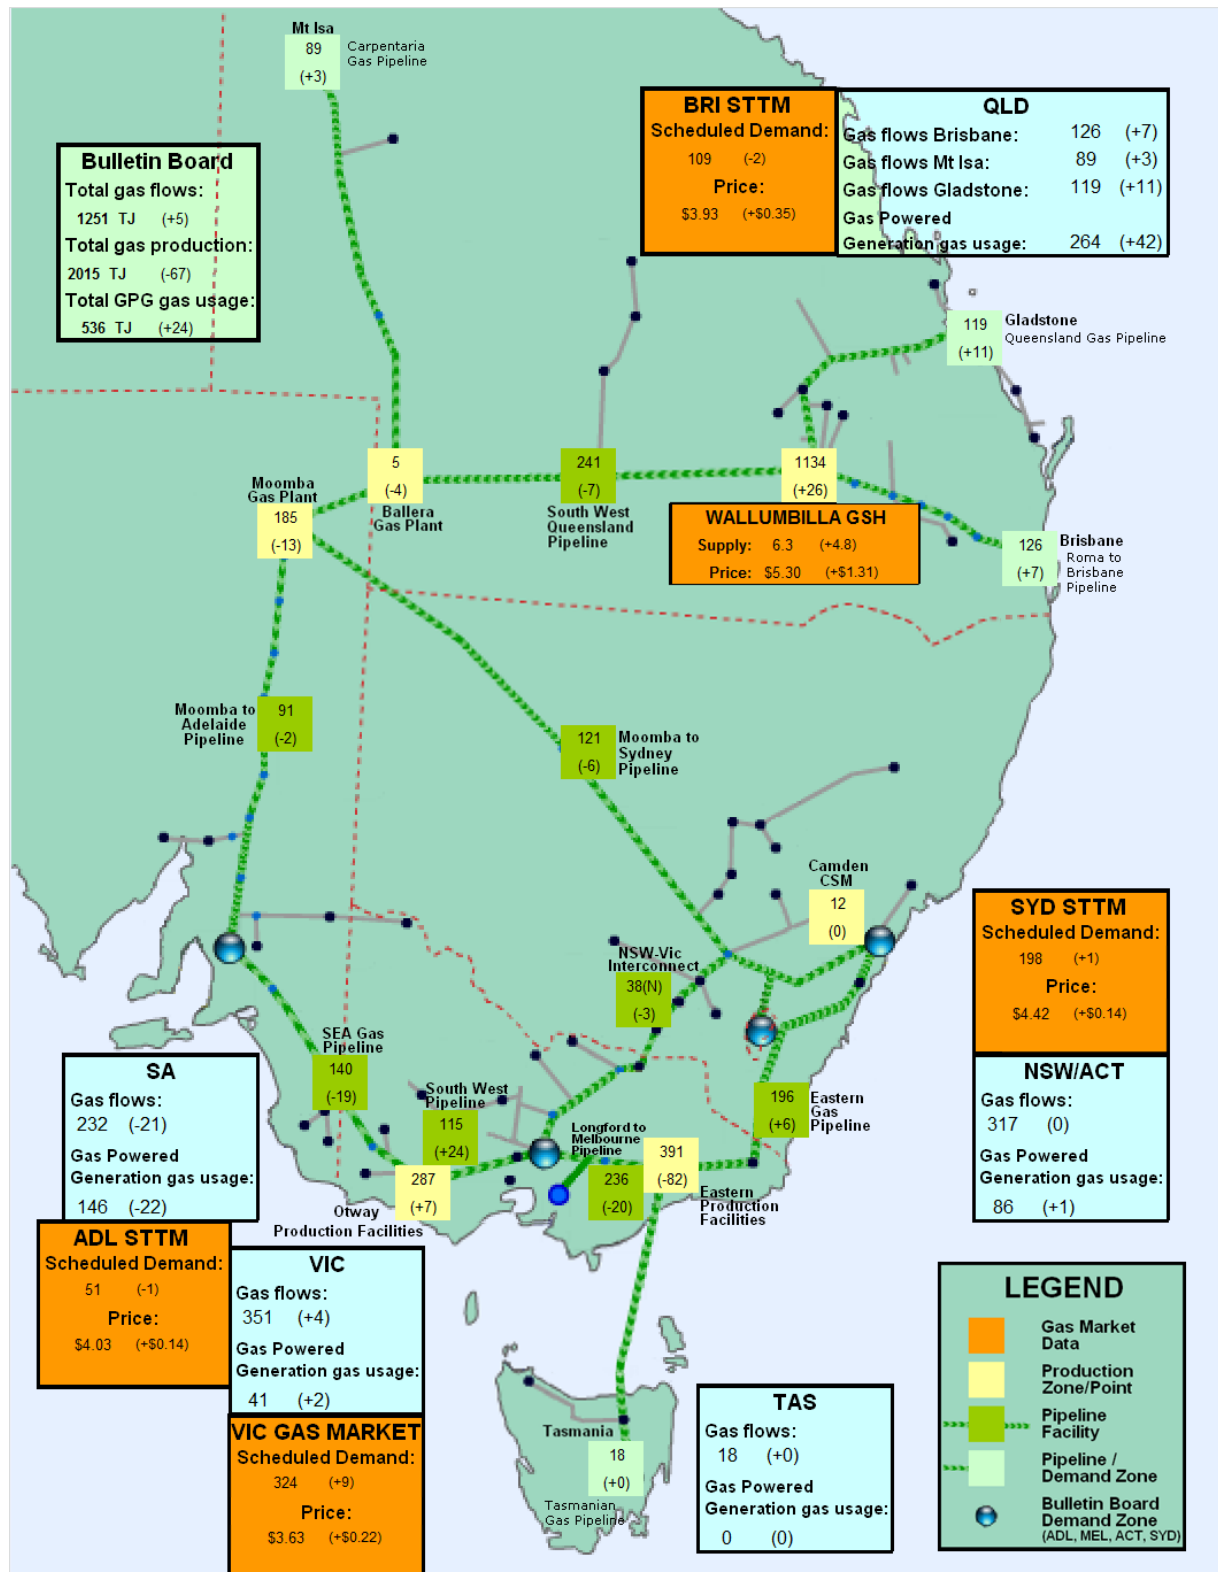 Mt Isa
89
(+3)
Carpentaria
Gas Pipeline
Bulletin Board
Total gas flows:
1251 TJ (+5)
Total gas production:
2015 TJ (-67)
Total GPG gas usage:
536 TJ (+24)
BRI STTM
Scheduled Demand:
109 (-2)
Price:
$3.93 (+$0.35)
QLD
Gas flows Brisbane: 126 (+7)
Gas flows Mt Isa: 89 (+3)
Gas flows Gladstone: 119 (+11)
Gas Powered
Generation gas usage: 264 (+42)
119
(+11)
Gladstone
Queensland Gas Pipeline
Moomba
Gas Plant
185
(-13)
5
(-4)
Ballera
Gas Plant
241
(-7)
South West
Queensland
Pipeline
1134
(+26)
WALLUMBILLA GSH
Supply: 6.3 (+4.8)
Price: $5.30 (+$1.31)
126
(+7)
Brisbane
Roma to
Brisbane
Pipeline
Moomba to
Adelaide
Pipeline
91
(-2)
121
(-6)
Moomba to
Sydney
Pipeline
Camden
CSM
12
(0)
SYD STTM
Scheduled Demand:
198 (+1)
Price:
$4.42 (+$0.14)
NSW-Vic
Interconnect
38(N)
(-3)
SEA Gas
Pipeline
140
(-19)
South West
Pipeline
115
(+24)
Longford to
Melbourne
Pipeline
236
(-20)
391
(-82)
Eastern
Production
Facilities
196
(+6)
Eastern
Gas
Pipeline
287
(+7)
Otway
Production Facilities
NSW/ACT
Gas flows:
317 (0)
Gas Powered
Generation gas usage:
86 (+1)
SA
Gas flows:
232 (-21)
Gas Powered
Generation gas usage:
146 (-22)
ADL STTM
Scheduled Demand:
51 (-1)
Price:
$4.03 (+$0.14)
VIC
Gas flows:
351 (+4)
Gas Powered
Generation gas usage:
41 (+2)
VIC GAS MARKET
Scheduled Demand:
324 (+9)
Price:
$3.63 (+$0.22)
Tasmania
18
(+0)
Tasmanian
Gas Pipeline
TAS
Gas flows:
18 (+0)
Gas Powered
Generation gas usage:
0 (0)
LEGEND
Gas Market
Data
Production
Zone/Point
Pipeline
Facility
Pipeline /
Demand Zone
Bulletin Board
Demand Zone
(ADL, MEL, ACT, SYD)